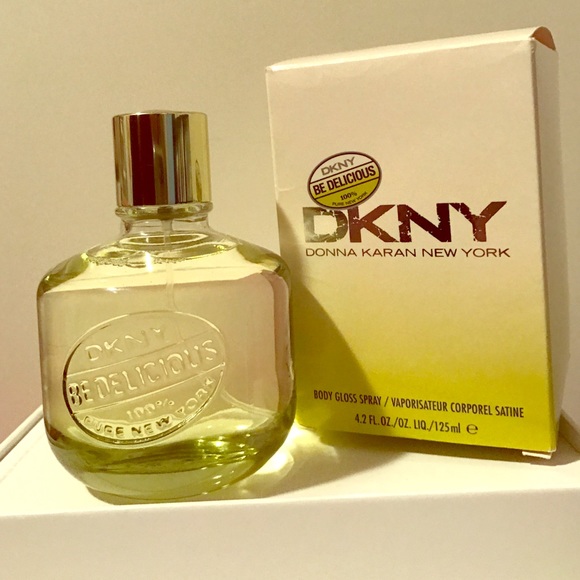 DKNY
BE DELICIOUS
100%
PURE NEW YORK
DKNY
DONNA KARAN NEW YORK
BODY GLOSS SPRAY / VAPORISATEUR CORPOREL SATINE
4.2 FL.OZ./OZ. LIQ./125ml ℮
DKNY
BE DELICIOUS
100%
PURE NEW YORK